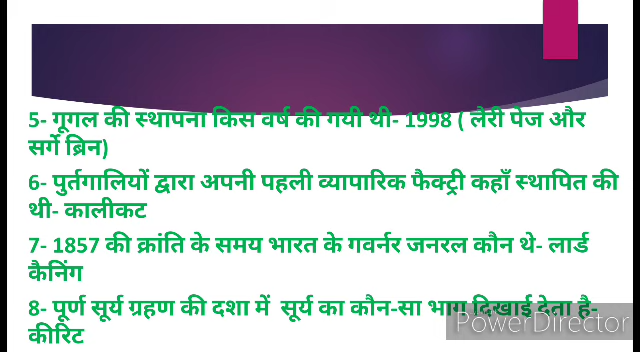 5- गूगल की स्थापना किस वर्ष की गयी थी- 1998 ( लैरी पेज और
सर्गे ब्रिन)
6- पुर्तगालियों द्वारा अपनी पहली व्यापारिक फैक्ट्री कहाँ स्थापित की
थी- कालीकट
7- 1857 की क्रांति के समय भारत के गवर्नर जनरल कौन थे- लार्ड
कैनिंग
8- पूर्ण सूर्य ग्रहण की दशा में सूर्य का कौन-सा भाग दिखाई देता है-
कीरिट
PowerDirector